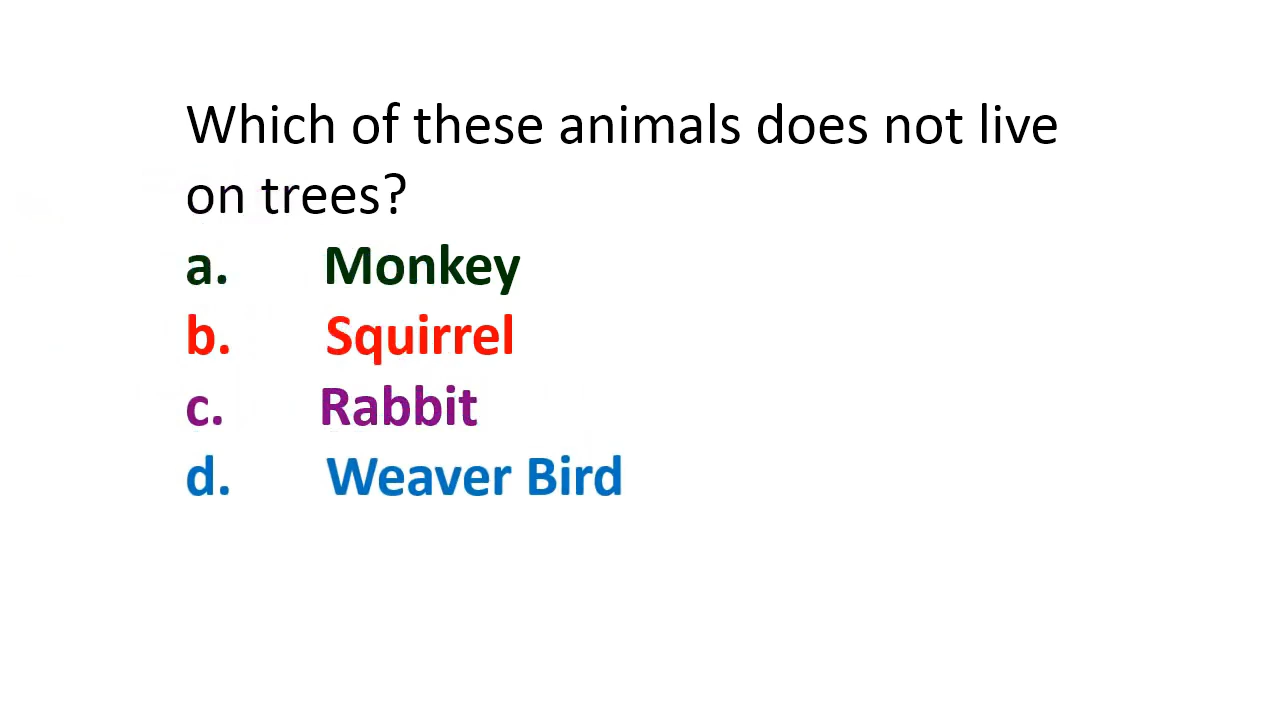 Which of these animals does not live
on trees?
a. Monkey
b. Squirrel
c. Rabbit
d. Weaver Bird